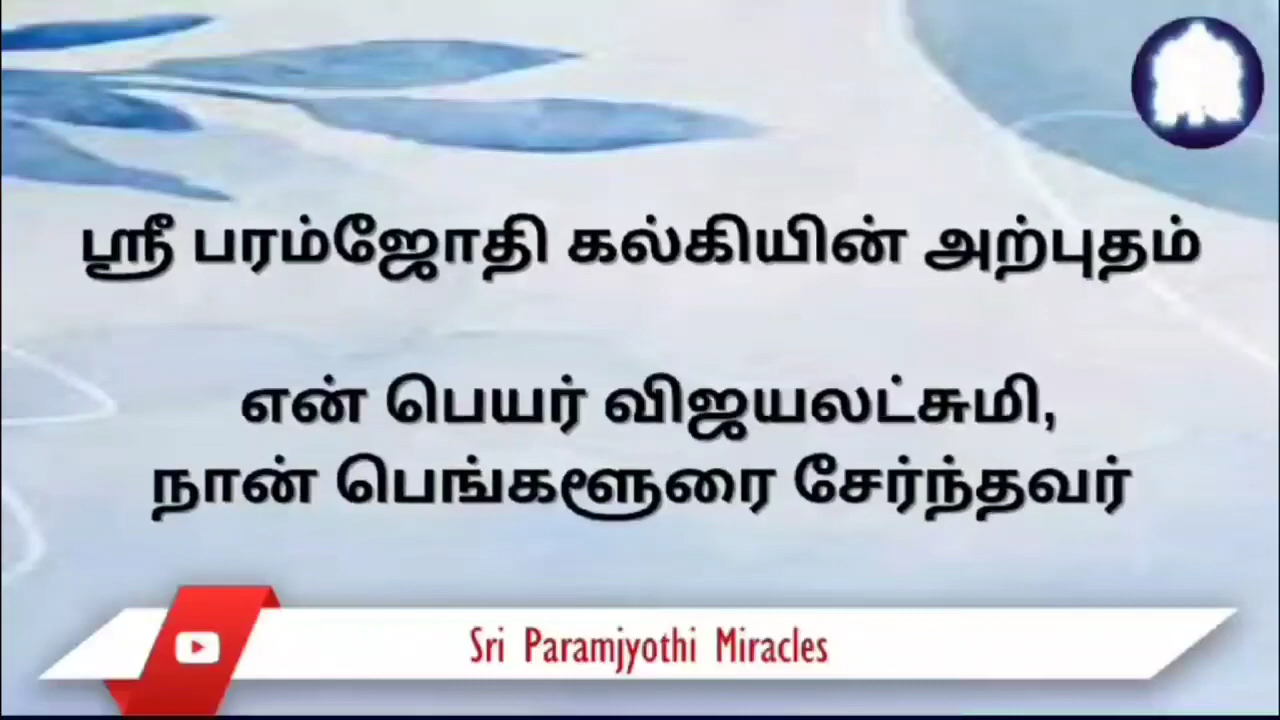 ஸ்ரீ பரம்ஜோதி கல்கியின் அற்புதம்
என் பெயர் விஜயலட்சுமி,
நான் பெங்களூரை சேர்ந்தவர்
Sri Paramjyothi Miracles